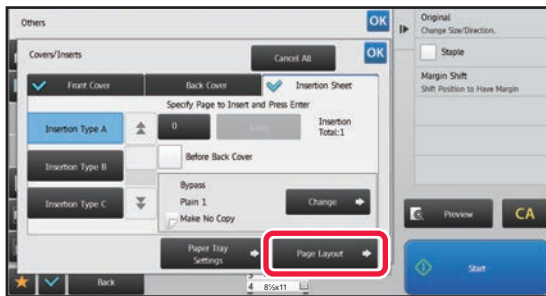 Others
OK
Original
Change Size/Direction.
Covers/Inserts
Cancel All
OK
Staple
Front Cover
Back Cover
Insertion Sheet
Margin Shift
Shift Position to Have Margin
Specify Page to Insert and Press Enter
Insertion Type A
0
Enter
Insertion
Total:1
Before Back Cover
Insertion Type B
Bypass
Plain 1
Change
Insertion Type C
Make No Copy
Preview
CA
Paper Tray
Settings
Page Layout
Start
Back
4
8½x11